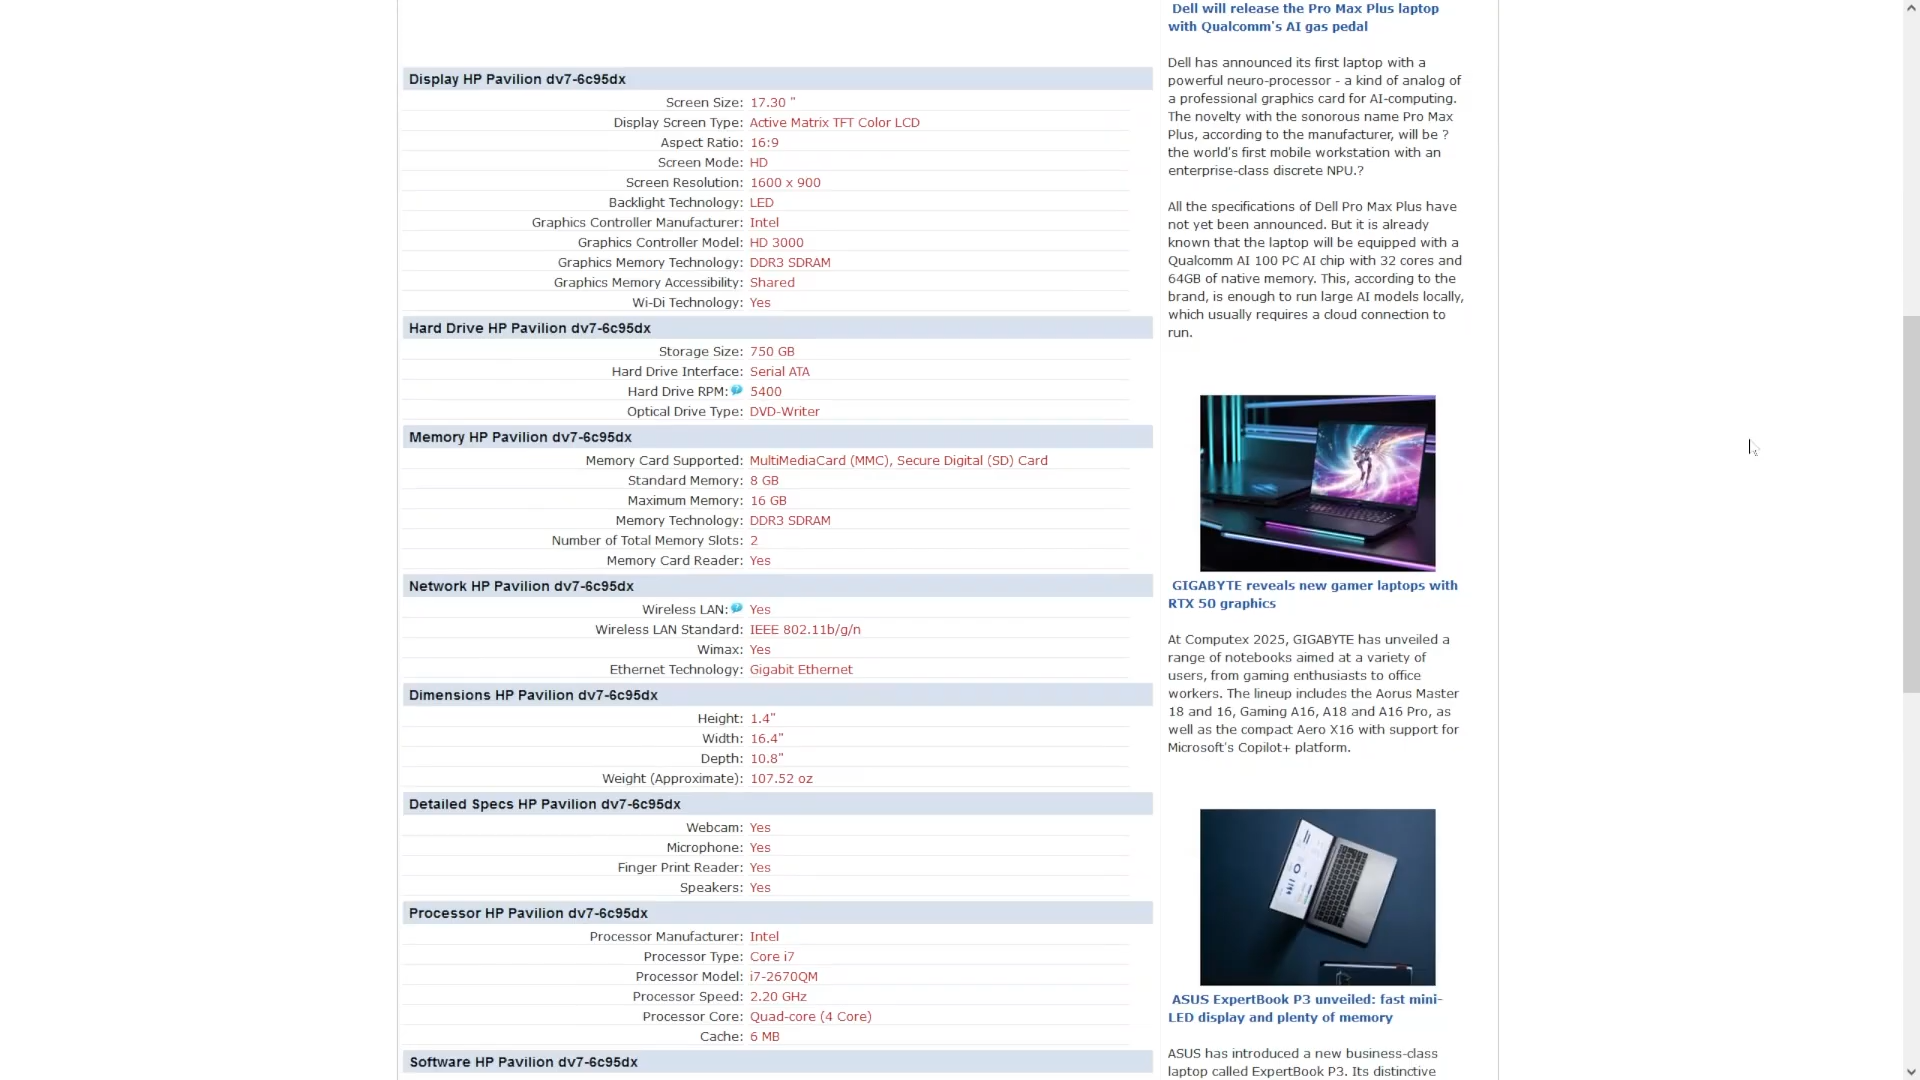 Display HP Pavilion dv7-6c95dx
Screen Size: 17.30 "
Display Screen Type: Active Matrix TFT Color LCD
Aspect Ratio: 16:9
Screen Mode: HD
Screen Resolution: 1600 x 900
Backlight Technology: LED
Graphics Controller Manufacturer: Intel
Graphics Controller Model: HD 3000
Graphics Memory Technology: DDR3 SDRAM
Graphics Memory Accessibility: Shared
Wi-Di Technology: Yes
Hard Drive HP Pavilion dv7-6c95dx
Storage Size: 750 GB
Hard Drive Interface: Serial ATA
Hard Drive RPM: 5400
Optical Drive Type: DVD-Writer
Memory HP Pavilion dv7-6c95dx
Memory Card Supported: MultiMediaCard (MMC), Secure Digital (SD) Card
Standard Memory: 8 GB
Maximum Memory: 16 GB
Memory Technology: DDR3 SDRAM
Number of Total Memory Slots: 2
Memory Card Reader: Yes
Network HP Pavilion dv7-6c95dx
Wireless LAN: Yes
Wireless LAN Standard: IEEE 802.11b/g/n
Wimax: Yes
Ethernet Technology: Gigabit Ethernet
Dimensions HP Pavilion dv7-6c95dx
Height: 1.4"
Width: 16.4"
Depth: 10.8"
Weight (Approximate): 107.52 oz
Detailed Specs HP Pavilion dv7-6c95dx
Webcam: Yes
Microphone: Yes
Finger Print Reader: Yes
Speakers: Yes
Processor HP Pavilion dv7-6c95dx
Processor Manufacturer: Intel
Processor Type: Core i7
Processor Model: i7-2670QM
Processor Speed: 2.20 GHz
Processor Core: Quad-core (4 Core)
Cache: 6 MB
Software HP Pavilion dv7-6c95dx
Dell will release the Pro Max Plus laptop
with Qualcomm's AI gas pedal
Dell has announced its first laptop with a
powerful neuro-processor - a kind of analog of
a professional graphics card for AI-computing.
The novelty with the sonorous name Pro Max
Plus, according to the manufacturer, will be ?
the world's first mobile workstation with an
enterprise-class discrete NPU.?
All the specifications of Dell Pro Max Plus have
not yet been announced. But it is already
known that the laptop will be equipped with a
Qualcomm AI 100 PC AI chip with 32 cores and
64GB of native memory. This, according to the
brand, is enough to run large AI models locally,
which usually requires a cloud connection to
run.
GIGABYTE reveals new gamer laptops with
RTX 50 graphics
At Computex 2025, GIGABYTE has unveiled a
range of notebooks aimed at a variety of
users, from gaming enthusiasts to office
workers. The lineup includes the Aorus Master
18 and 16, Gaming A16, A18 and A16 Pro, as
well as the compact Aero X16 with support for
Microsoft's Copilot+ platform.
ASUS ExpertBook P3 unveiled: fast mini-
LED display and plenty of memory
ASUS has introduced a new business-class
laptop called ExpertBook P3. Its distinctive